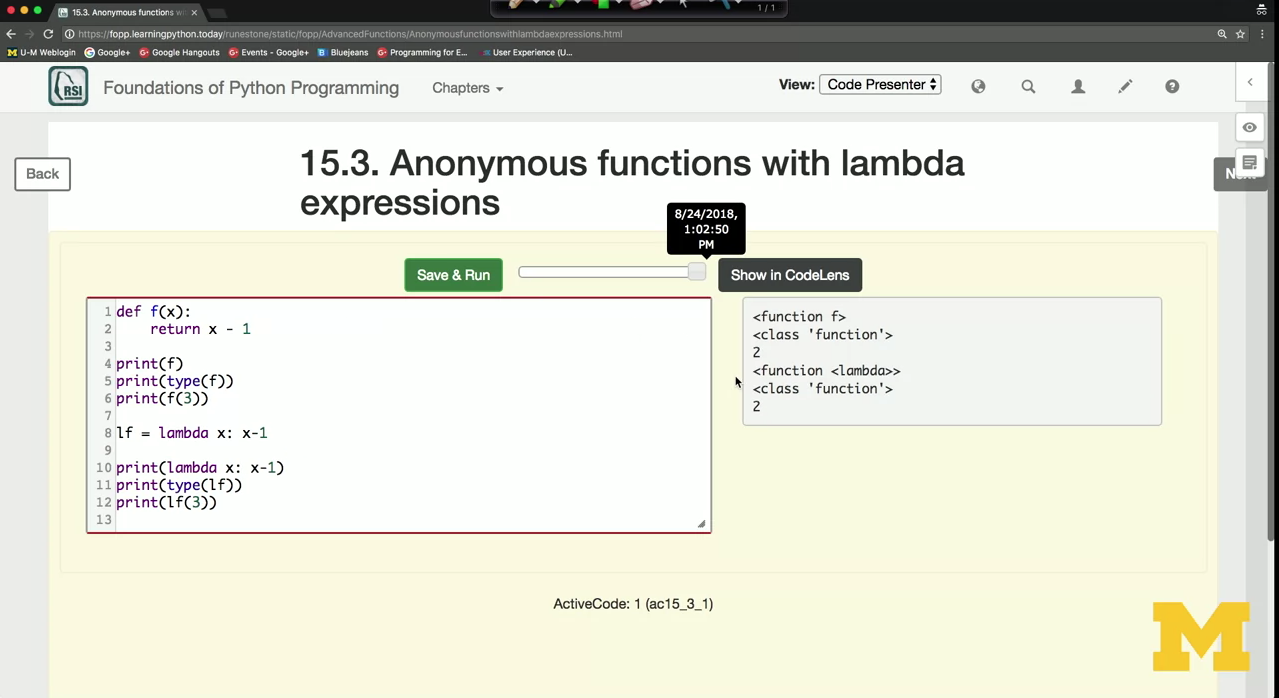 15.3. Anonymous functions wi
1 / 1
https://fopp.learningpython.today/runestone/static/fopp/AdvancedFunctions/Anonymousfunctionswithlambdaexpressions.html
M U-M Weblogin Google+ Google Hangouts Events - Google+ Bluejeans Programming for E... User Experience (U...
RSI Foundations of Python Programming Chapters View: Code Presenter
Back
15.3. Anonymous functions with lambda
expressions
8/24/2018,
1:02:50
PM
Save & Run Show in CodeLens
1 def f(x):
2     return x - 1
3
4 print(f)
5 print(type(f))
6 print(f(3))
7
8 lf = lambda x: x-1
9
10 print(lambda x: x-1)
11 print(type(lf))
12 print(lf(3))
13
<function f>
<class 'function'>
2
<function <lambda>>
<class 'function'>
2
ActiveCode: 1 (ac15_3_1)
M